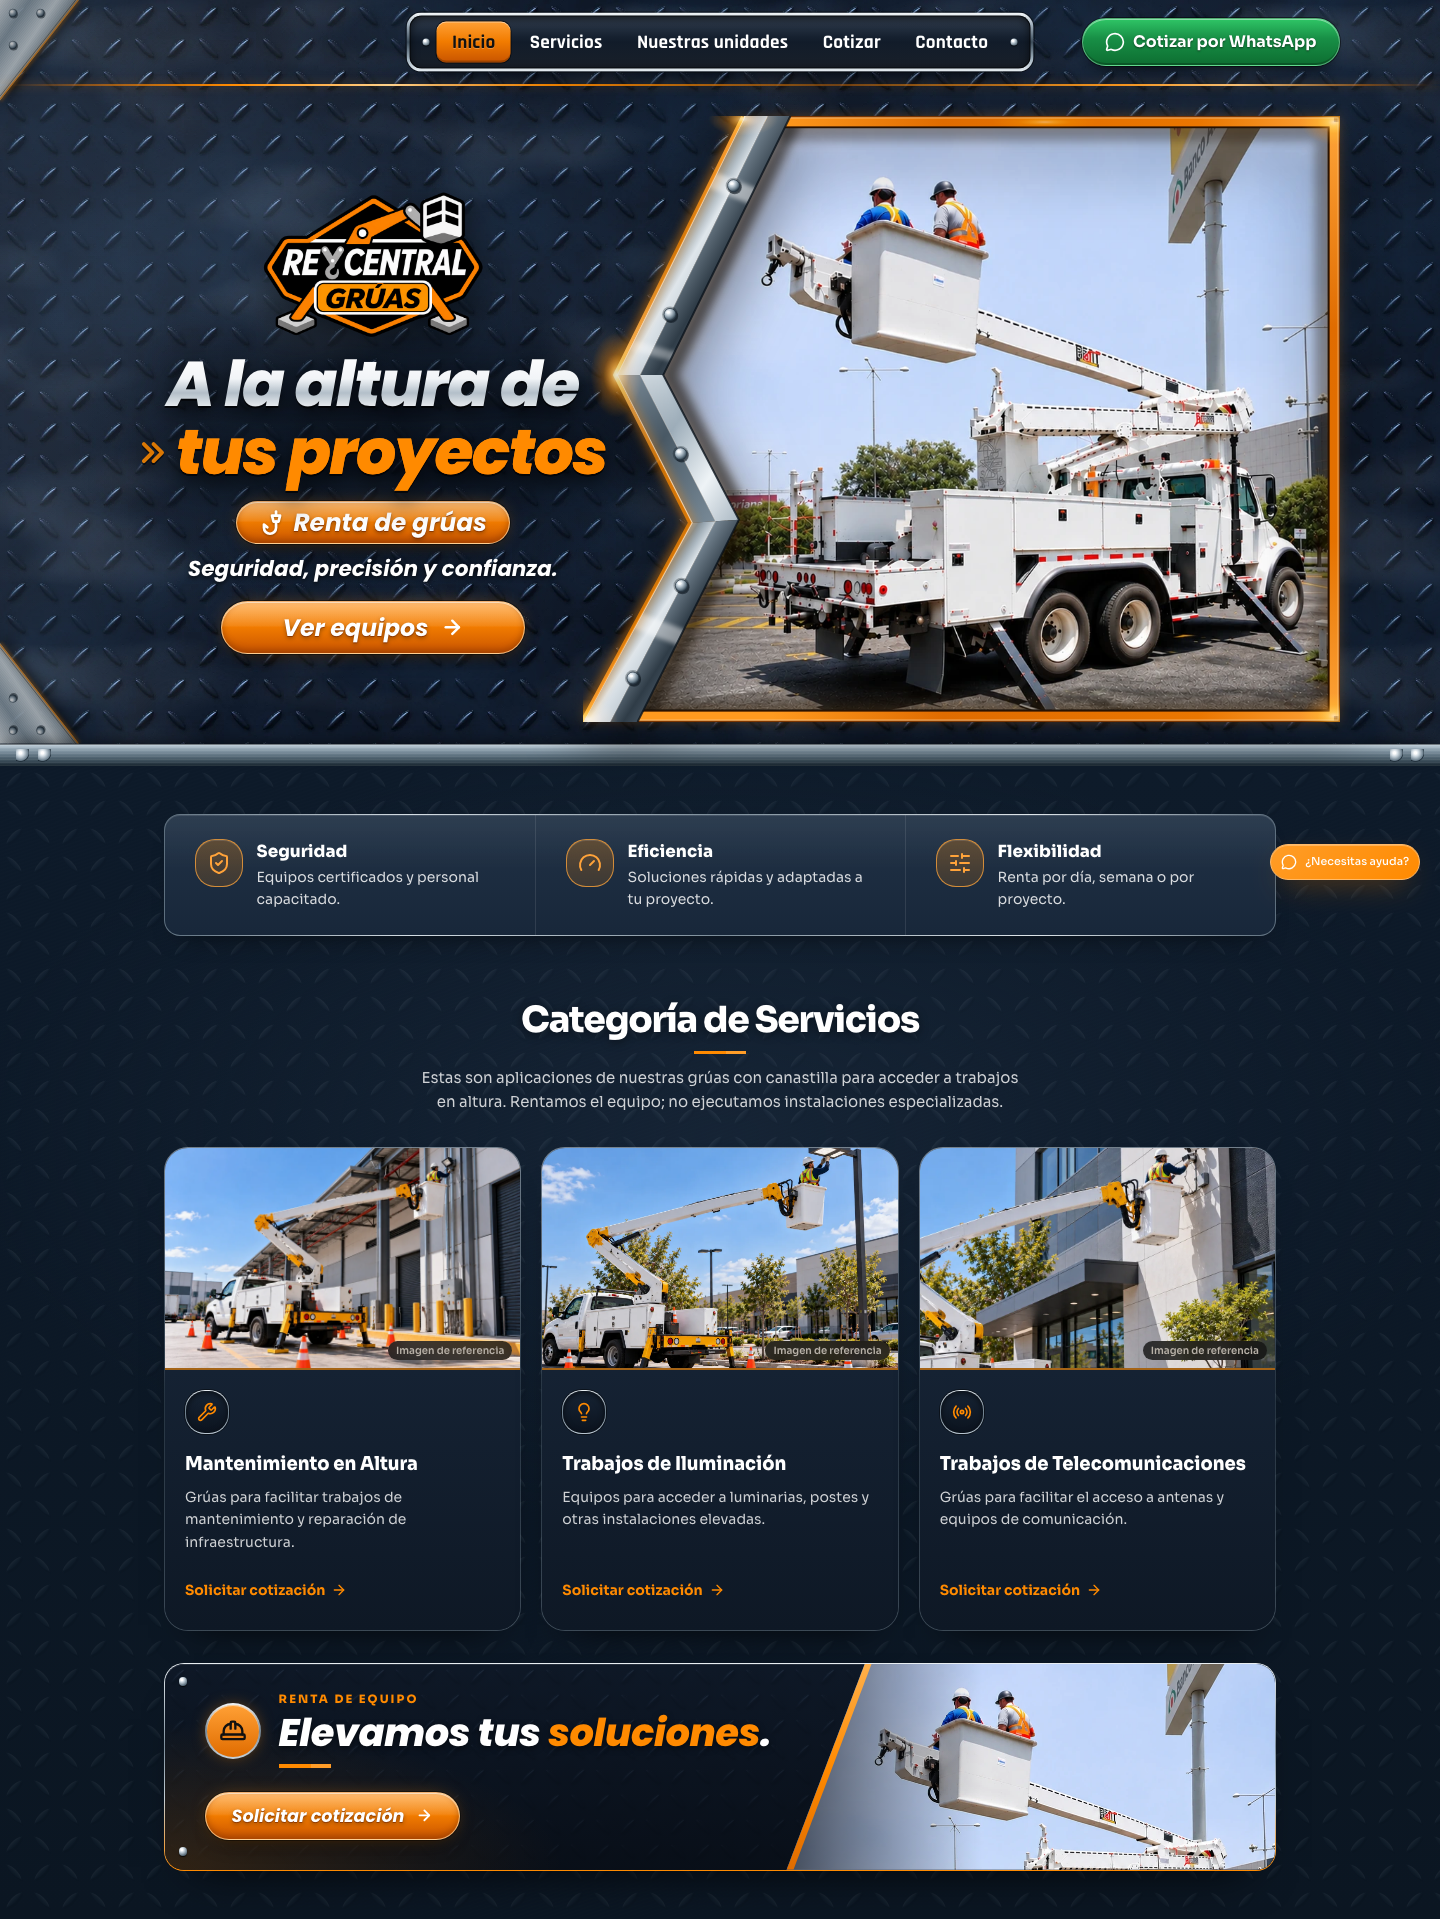 Inicio
Servicios
Nuestras unidades
Cotizar
Contacto
Cotizar por WhatsApp
REYCENTRAL
GRÚAS
A la altura de
tus proyectos
Renta de grúas
Seguridad, precisión y confianza.
Ver equipos
Seguridad
Equipos certificados y personal
capacitado.
Eficiencia
Soluciones rápidas y adaptadas a
tu proyecto.
Flexibilidad
Renta por día, semana o por
proyecto.
¿Necesitas ayuda?
Categoría de Servicios
Estas son aplicaciones de nuestras grúas con canastilla para acceder a trabajos
en altura. Rentamos el equipo; no ejecutamos instalaciones especializadas.
Imagen de referencia
Mantenimiento en Altura
Grúas para facilitar trabajos de
mantenimiento y reparación de
infraestructura.
Solicitar cotización
Imagen de referencia
Trabajos de Iluminación
Equipos para acceder a luminarias, postes y
otras instalaciones elevadas.
Solicitar cotización
Imagen de referencia
Trabajos de Telecomunicaciones
Grúas para facilitar el acceso a antenas y
equipos de comunicación.
Solicitar cotización
RENTA DE EQUIPO
Elevamos tus soluciones.
Solicitar cotización